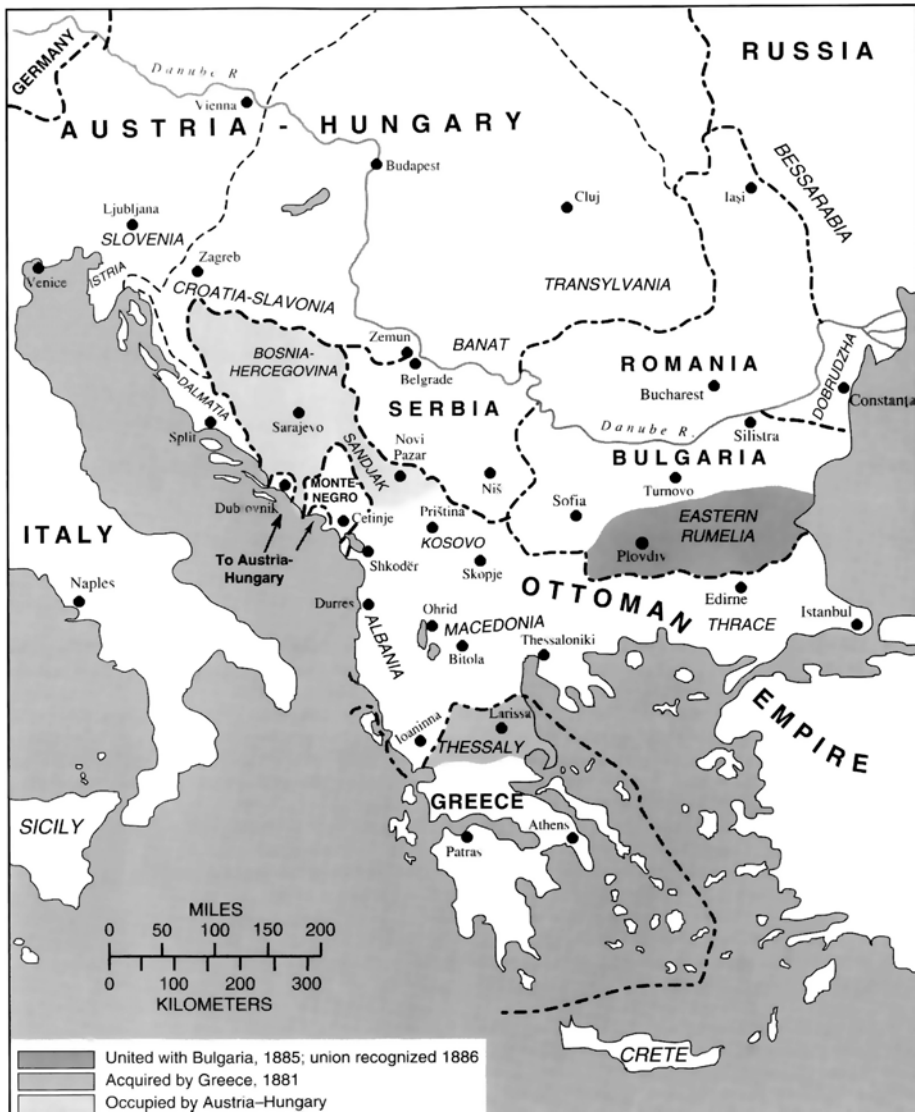 GERMANY
Danube R
RUSSIA
Vienna
AUSTRIA - HUNGARY
Budapest
BESSARABIA
Cluj
Iaşi
Ljubljana
SLOVENIA
Zagreb
Venice
ISTRIA
CROATIA-SLAVONIA
TRANSYLVANIA
Zemun
BANAT
BOSNIA-
HERCEGOVINA
Belgrade
ROMANIA
DOBRUDZHA
Bucharest
Constanţa
DALMATIA
SERBIA
Sarajevo
Split
Danube R.
Silistra
SANDJAK
Novi
Pazar
BULGARIA
Niš
Turnovo
MONTE-
NEGRO
Dubrovnik
Cetinje
Priština
Sofia
EASTERN
RUMELIA
ITALY
KOSOVO
Plovdiv
To Austria-
Hungary
Shkodër
Skopje
OTTOMAN
Naples
Edirne
Durres
THRACE
Istanbul
Ohrid
MACEDONIA
ALBANIA
Bitola
Thessaloniki
EMPIRE
Larissa
Ioaninna
THESSALY
GREECE
SICILY
Athens
Patras
MILES
0 50 100 150 200
0 100 200 300
KILOMETERS
CRETE
United with Bulgaria, 1885; union recognized 1886
Acquired by Greece, 1881
Occupied by Austria–Hungary